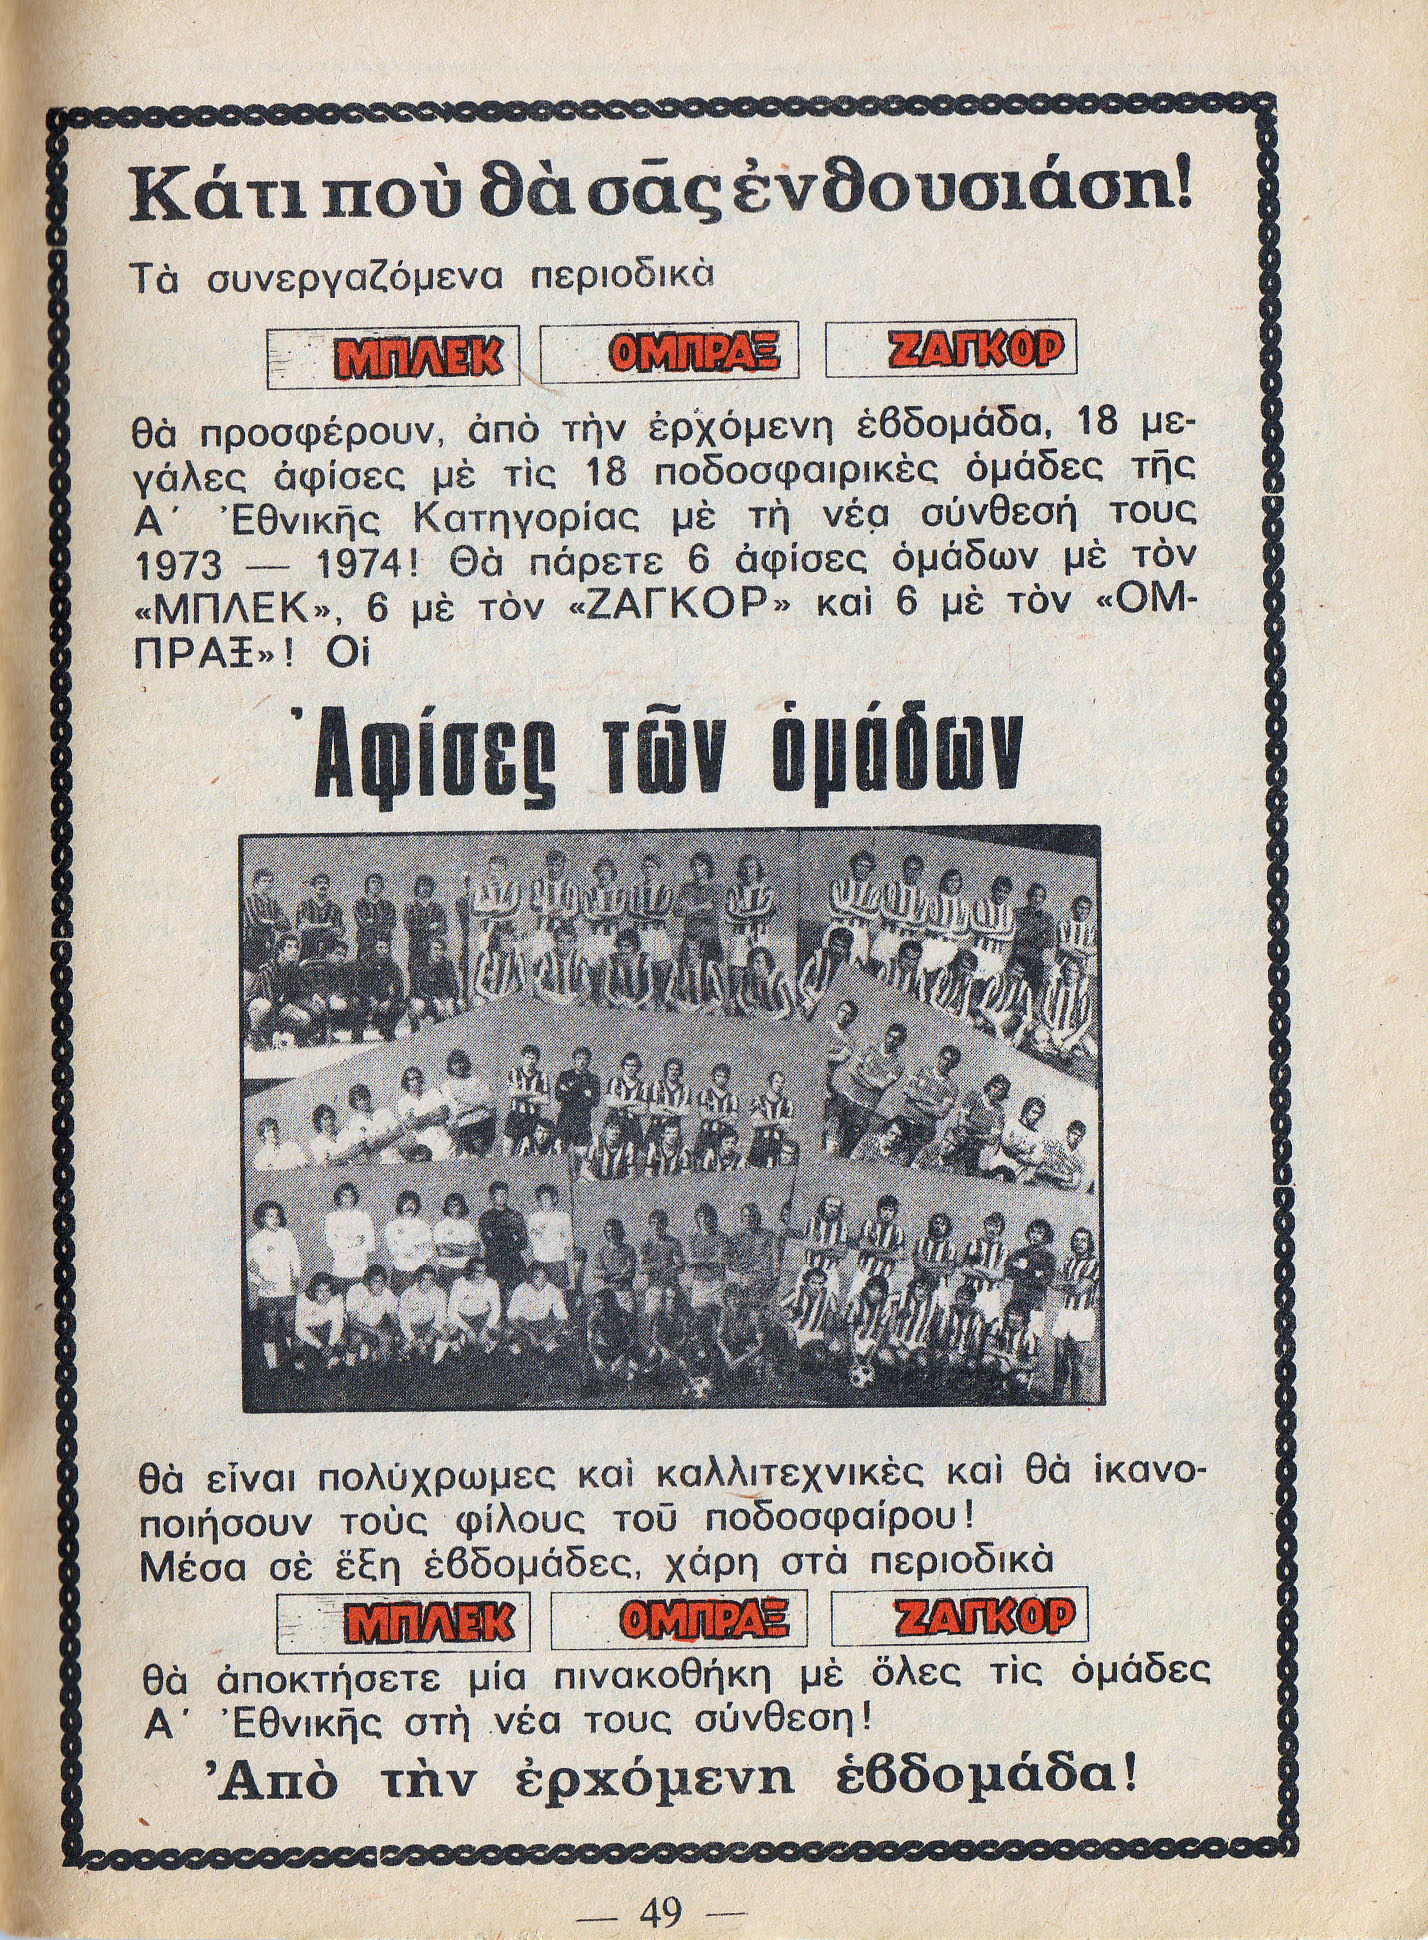 Κάτι ποὺ θὰ σᾶς ἐνθουσιάση!
Τὰ συνεργαζόμενα περιοδικὰ
ΜΠΛΕΚ ΟΜΠΡΑΞ ΖΑΓΚΟΡ
θὰ προσφέρουν, ἀπὸ τὴν ἐρχόμενη ἑβδομάδα, 18 με-
γάλες ἀφίσες μὲ τὶς 18 ποδοσφαιρικὲς ὁμάδες τῆς
Α΄ Ἐθνικῆς Κατηγορίας μὲ τὴ νέα σύνθεσή τους
1973 — 1974! Θὰ πάρετε 6 ἀφίσες ὁμάδων μὲ τὸν
«ΜΠΛΕΚ», 6 μὲ τὸν «ΖΑΓΚΟΡ» καὶ 6 μὲ τὸν «ΟΜ-
ΠΡΑΞ»! Οἱ
Ἀφίσες τῶν ὁμάδων
θὰ εἶναι πολύχρωμες καὶ καλλιτεχνικὲς καὶ θὰ ἱκανο-
ποιήσουν τοὺς φίλους τοῦ ποδοσφαίρου!
Μέσα σὲ ἕξη ἑβδομάδες, χάρη στὰ περιοδικὰ
ΜΠΛΕΚ ΟΜΠΡΑΞ ΖΑΓΚΟΡ
θὰ ἀποκτήσετε μία πινακοθήκη μὲ ὅλες τὶς ὁμάδες
Α΄ Ἐθνικῆς στὴ νέα τους σύνθεση!
Ἀπὸ τὴν ἐρχόμενη ἑβδομάδα!
— 49 —